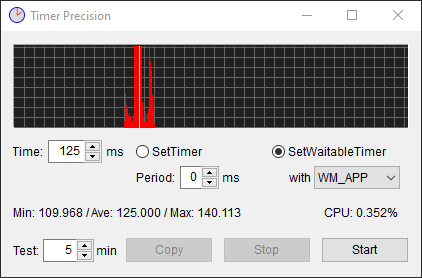 Timer Precision
Time: 125 ms SetTimer SetWaitableTimer
Period: 0 ms with WM_APP
Min: 109.968 / Ave: 125.000 / Max: 140.113 CPU: 0.352%
Test: 5 min Copy Stop Start